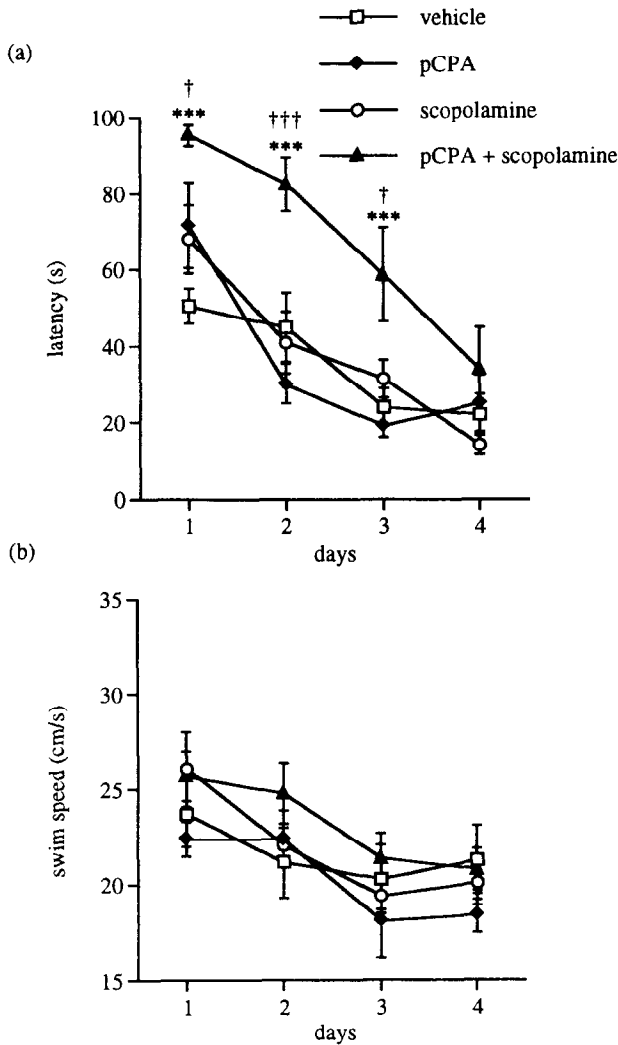 vehicle
(a)
pCPA
† 
*** 
††† 
*** 
scopolamine
pCPA + scopolamine
† 
*** 
100
80
60
40
20
0
latency (s)
1 2 3 4
days
(b)
35
30
25
20
15
swim speed (cm/s)
1 2 3 4
days